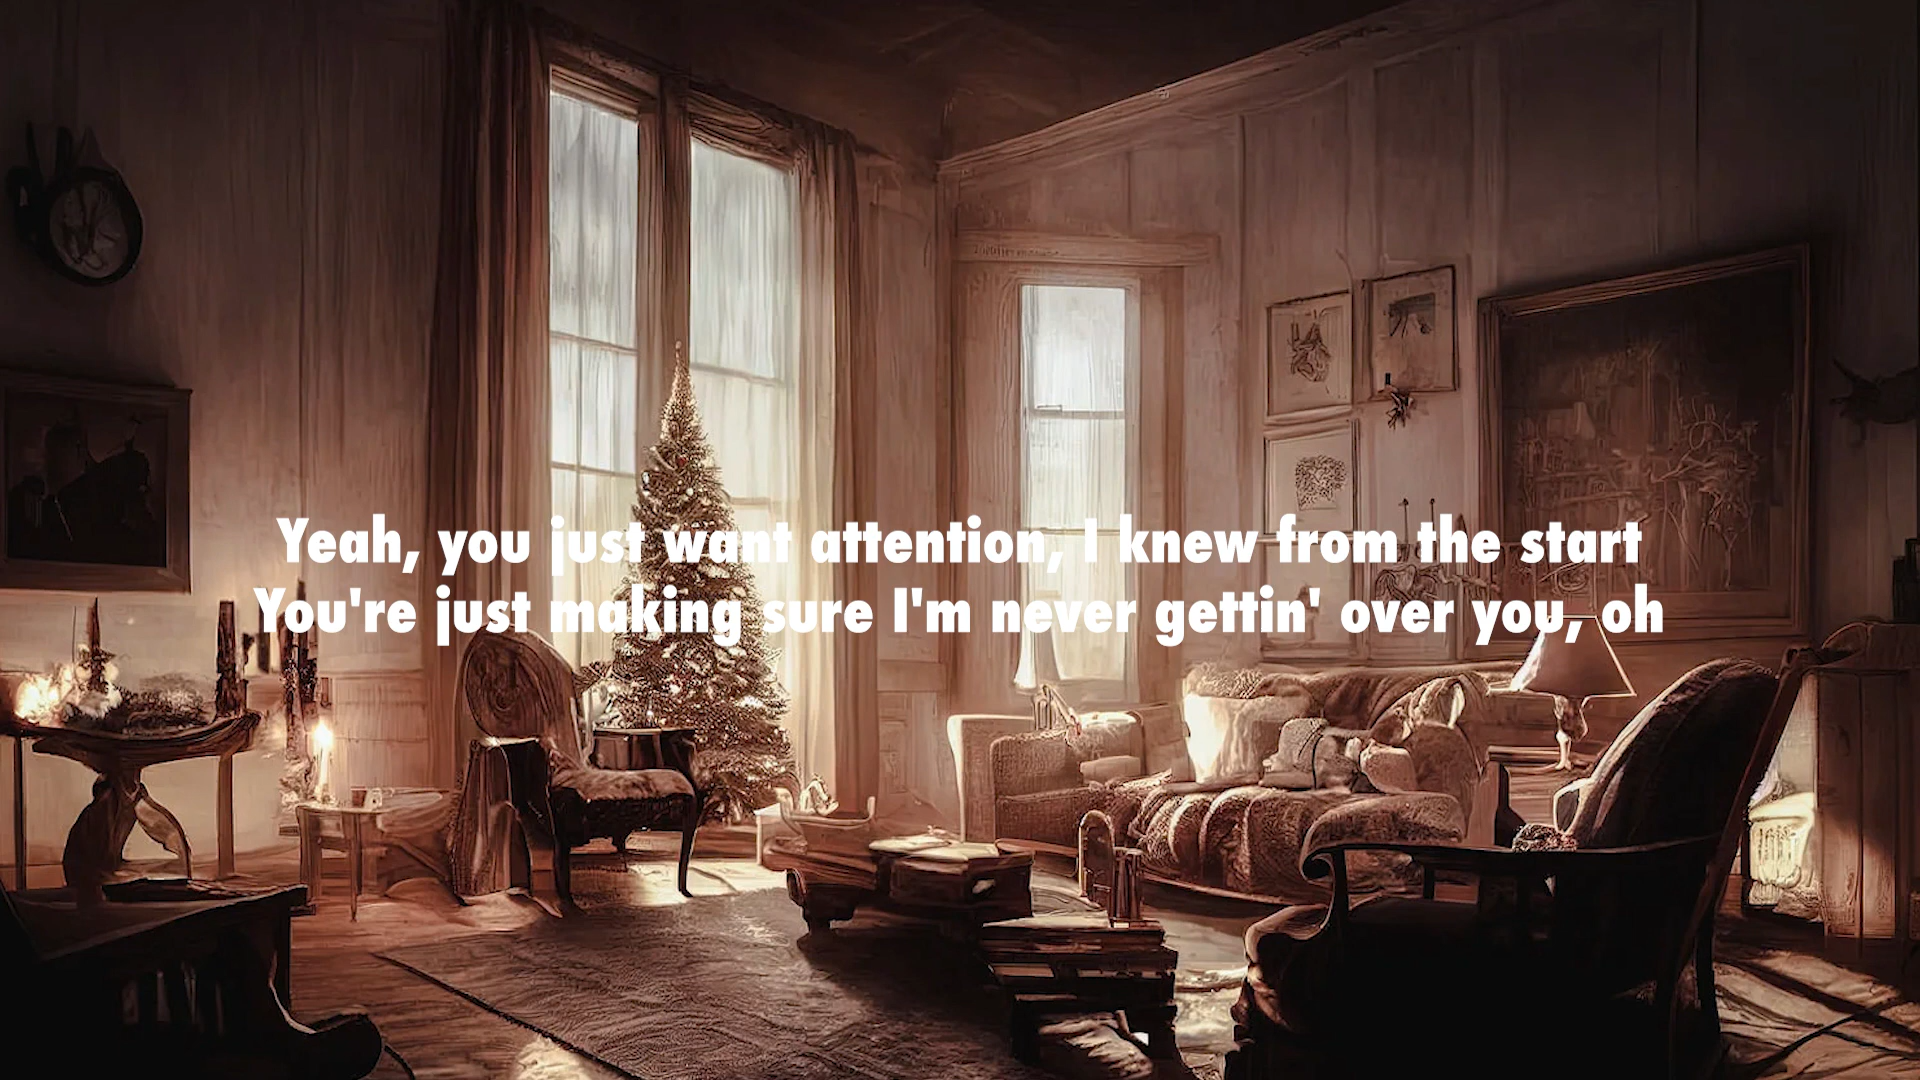 Yeah, you just want attention, I knew from the start
You're just making sure I'm never gettin' over you, oh